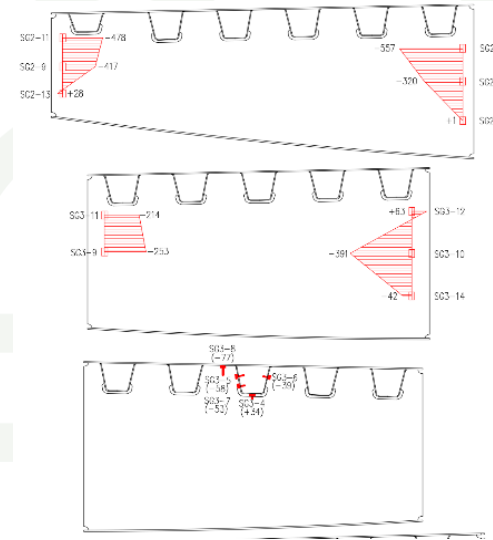 SG2-11 -478 -557 SG2
SG2-9 -417 -320 SG2
SG2-13 +28 +1 SG2
SG3-11 -214 +63 SG3-12
SG3-9 -253 -391 SG3-10
-42 SG3-14
SG3-8
(-77)
SG3-5 SG3-6
(-58) (-39)
SG3-7 SG3-4
(-53) (+34)